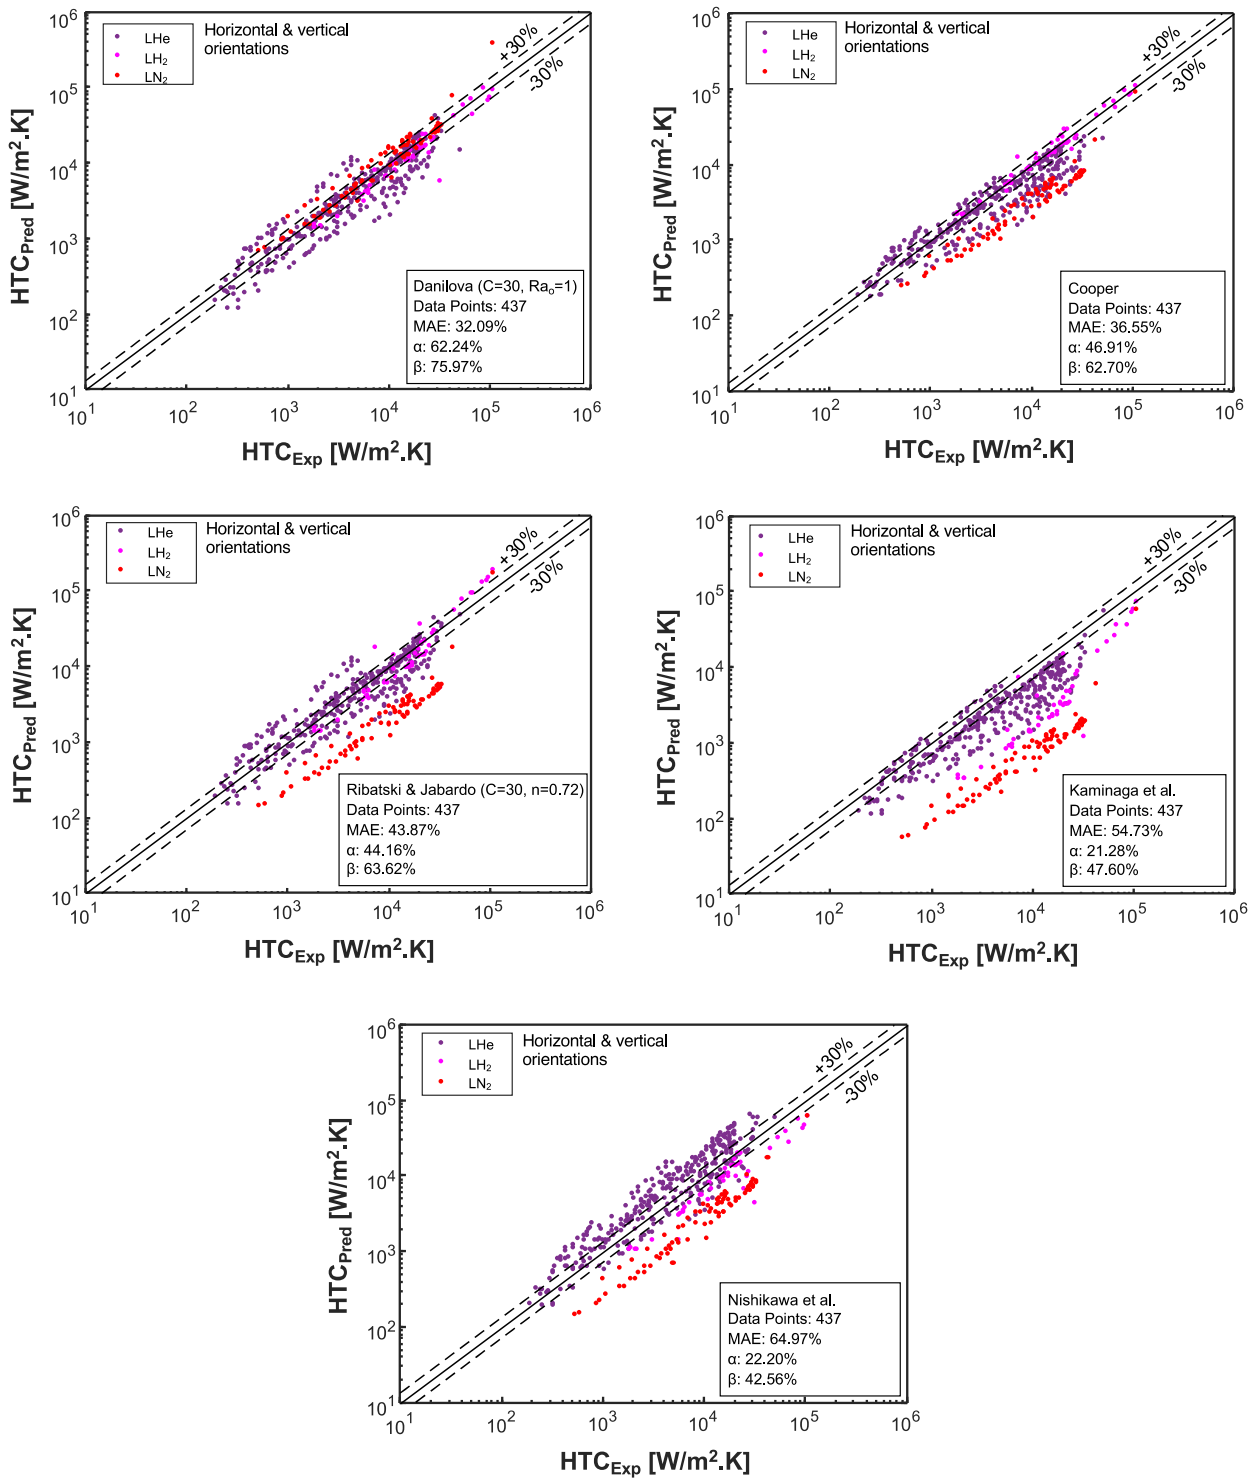 10⁶
10⁵
10⁴
10³
10²
10¹
HTC_Pred [W/m².K]
LHe
LH₂
LN₂
Horizontal & vertical
orientations
+30%
-30%
Danilova (C=30, Ra₀=1)
Data Points: 437
MAE: 32.09%
α: 62.24%
β: 75.97%
10¹ 10² 10³ 10⁴ 10⁵ 10⁶
HTC_Exp [W/m².K]
10⁶
10⁵
10⁴
10³
10²
10¹
HTC_Pred [W/m².K]
LHe
LH₂
LN₂
Horizontal & vertical
orientations
+30%
-30%
Cooper
Data Points: 437
MAE: 36.55%
α: 46.91%
β: 62.70%
10¹ 10² 10³ 10⁴ 10⁵ 10⁶
HTC_Exp [W/m².K]
10⁶
10⁵
10⁴
10³
10²
10¹
HTC_Pred [W/m².K]
LHe
LH₂
LN₂
Horizontal & vertical
orientations
+30%
-30%
Ribatski & Jabardo (C=30, n=0.72)
Data Points: 437
MAE: 43.87%
α: 44.16%
β: 63.62%
10¹ 10² 10³ 10⁴ 10⁵ 10⁶
HTC_Exp [W/m².K]
10⁶
10⁵
10⁴
10³
10²
10¹
HTC_Pred [W/m².K]
LHe
LH₂
LN₂
Horizontal & vertical
orientations
+30%
-30%
Kaminaga et al.
Data Points: 437
MAE: 54.73%
α: 21.28%
β: 47.60%
10¹ 10² 10³ 10⁴ 10⁵ 10⁶
HTC_Exp [W/m².K]
10⁶
10⁵
10⁴
10³
10²
10¹
HTC_Pred [W/m².K]
LHe
LH₂
LN₂
Horizontal & vertical
orientations
+30%
-30%
Nishikawa et al.
Data Points: 437
MAE: 64.97%
α: 22.20%
β: 42.56%
10¹ 10² 10³ 10⁴ 10⁵ 10⁶
HTC_Exp [W/m².K]